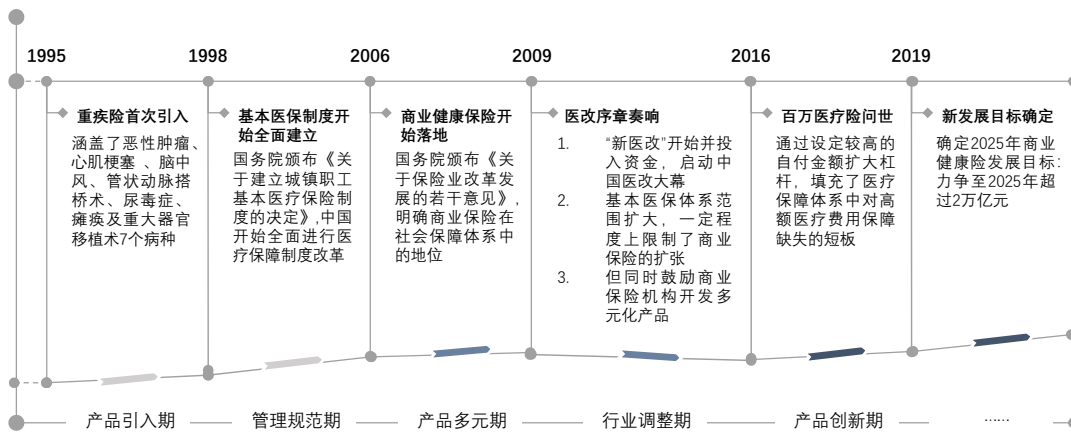 1995
1998
2006
2009
2016
2019
重疾险首次引入
涵盖了恶性肿瘤、
心肌梗塞 、脑中
风、管状动脉搭
桥术、尿毒症、
瘫痪及重大器官
移植术7个病种
基本医保制度开
始全面建立
国务院颁布《关
于建立城镇职工
基本医疗保险制
度的决定》,中国
开始全面进行医
疗保障制度改革
商业健康保险开
始落地
国务院颁布《关
于保险业改革发
展的若干意见》,
明确商业保险在
社会保障体系中
的地位
医改序章奏响
1. “新医改”开始并投
入资金，启动中
国医改大幕
2. 基本医保体系范
围扩大，一定程
度上限制了商业
保险的扩张
3. 但同时鼓励商业
保险机构开发多
元化产品
百万医疗险问世
通过设定较高的
自付金额扩大杠
杆，填充了医疗
保障体系中对高
额医疗费用保障
缺失的短板
新发展目标确定
确定2025年商业
健康险发展目标:
力争至2025年超
过2万亿元
产品引入期
管理规范期
产品多元期
行业调整期
产品创新期
……